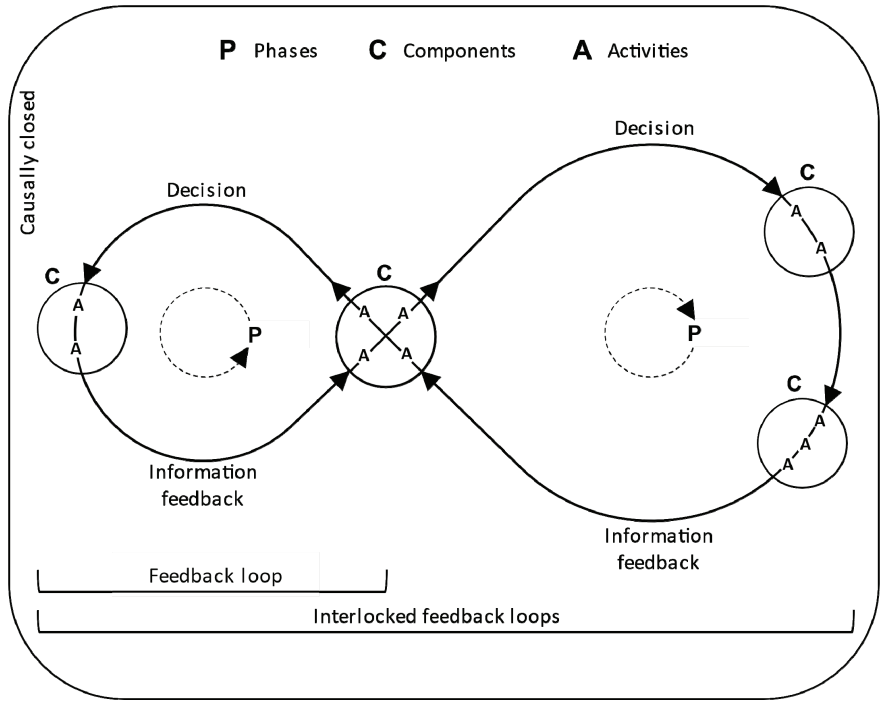 P Phases C Components A Activities
Causally closed
Decision
Decision
C
A
A
C
A
A
A
A
C
A
A
P
P
C
A
A
A
Information
feedback
Information
feedback
Feedback loop
Interlocked feedback loops